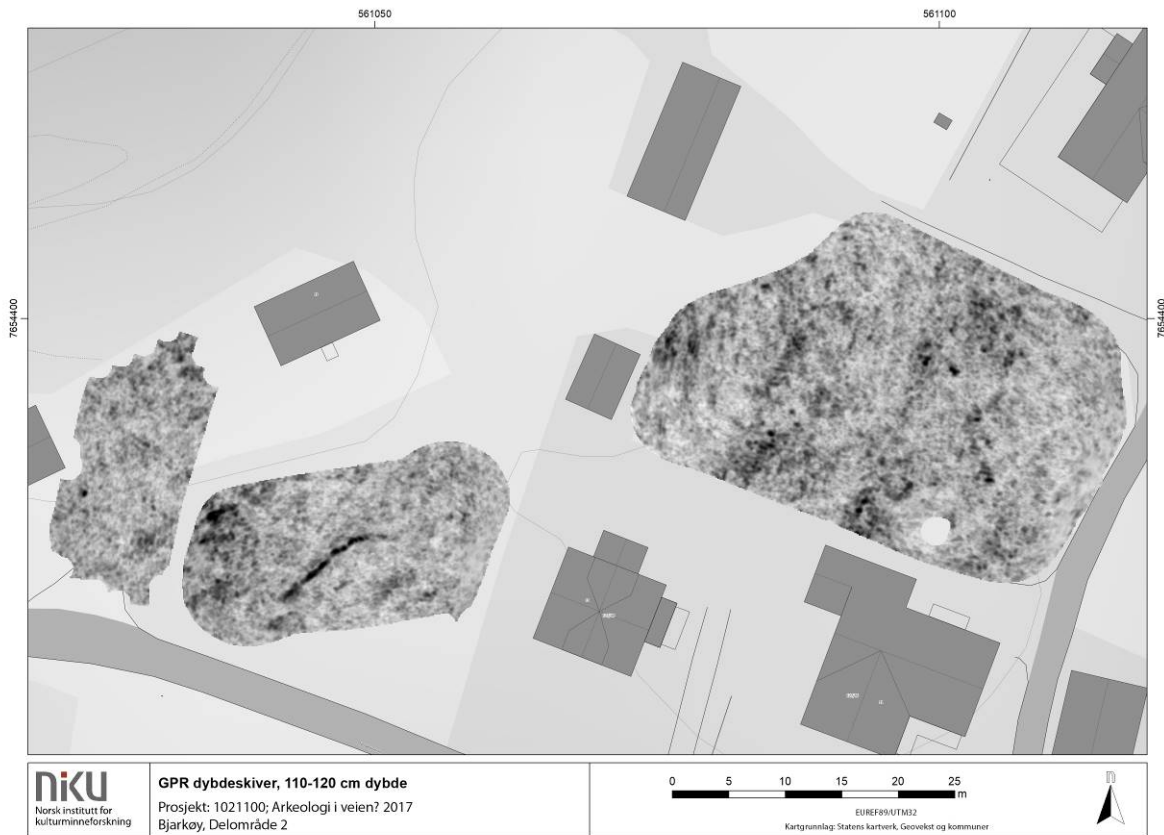 561050
561100
7654400
7654400
niku
Norsk institutt for
kulturminneforskning
GPR dybdeskiver, 110-120 cm dybde
Prosjekt: 1021100; Arkeologi i veien? 2017
Bjarkøy, Delområde 2
0 5 10 15 20 25
m
EUREF89/UTM32
Kartgrunnlag: Statens kartverk, Geovekst og kommuner
n